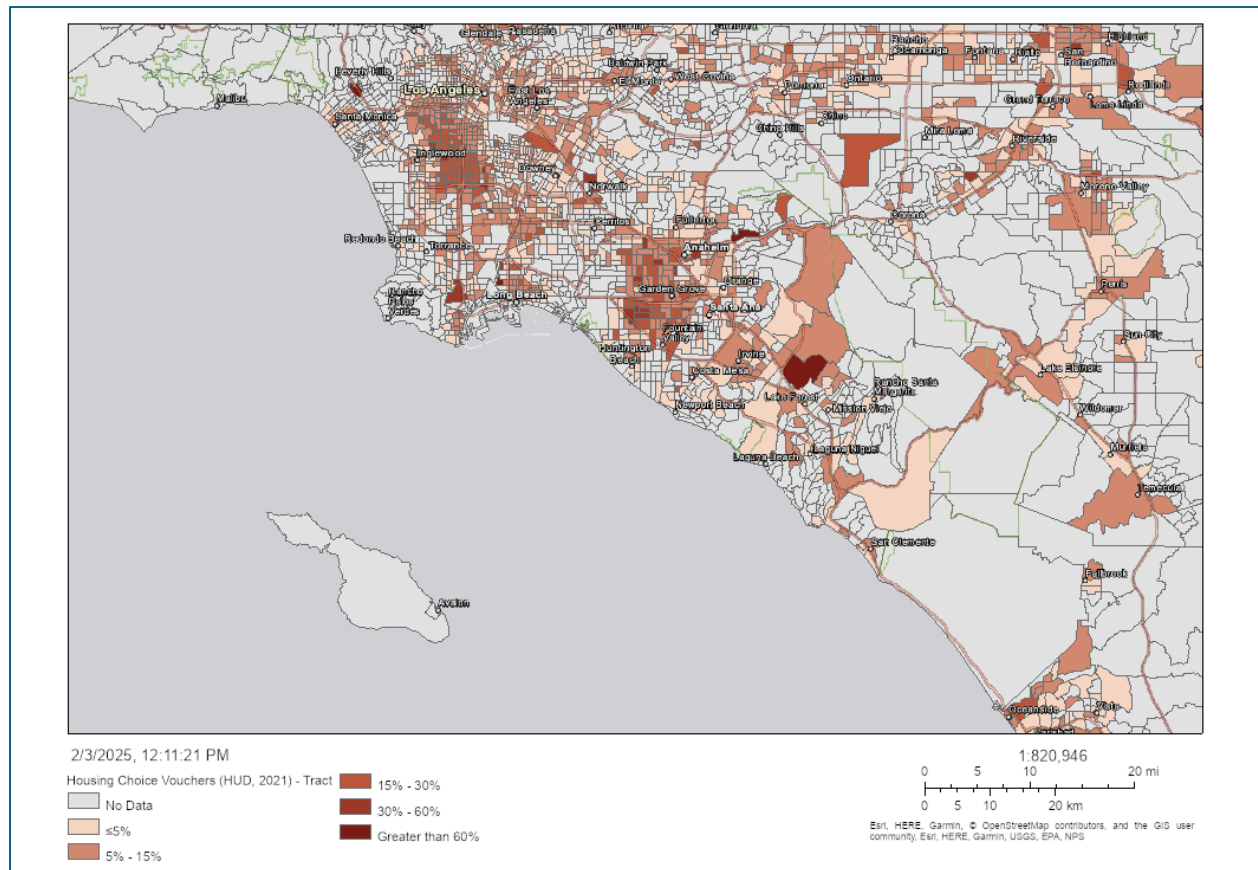 Glendale
Pasadena
Glendora
Rancho
Cucamonga
Fontana
Rialto
San
Bernardino
Highland
Beverly Hills
Baldwin Park
El Monte
West Covina
Pomona
Ontario
Redlands
Malibu
Los Angeles
East Los
Angeles
Grand Terrace
Loma Linda
Santa Monica
Chino Hills
Chino
Mira Loma
Riverside
Inglewood
Downey
Norwalk
Moreno Valley
Cerritos
Fullerton
Corona
Redondo Beach
Torrance
Anaheim
Rancho
Palos
Verdes
Long Beach
Garden Grove
Orange
Perris
Santa Ana
Fountain
Valley
Huntington
Beach
Irvine
Sun City
Costa Mesa
Lake Elsinore
Rancho Santa
Margarita
Newport Beach
Lake Forest
Mission Viejo
Wildomar
Laguna Niguel
Laguna Beach
Murrieta
Temecula
San Clemente
Fallbrook
Avalon
Oceanside
Vista
Carlsbad
2/3/2025, 12:11:21 PM
1:820,946
Housing Choice Vouchers (HUD, 2021) - Tract
No Data
≤5%
5% - 15%
15% - 30%
30% - 60%
Greater than 60%
0 5 10 20 mi
0 5 10 20 km
Esri, HERE, Garmin, © OpenStreetMap contributors, and the GIS user
community, Esri, HERE, Garmin, USGS, EPA, NPS